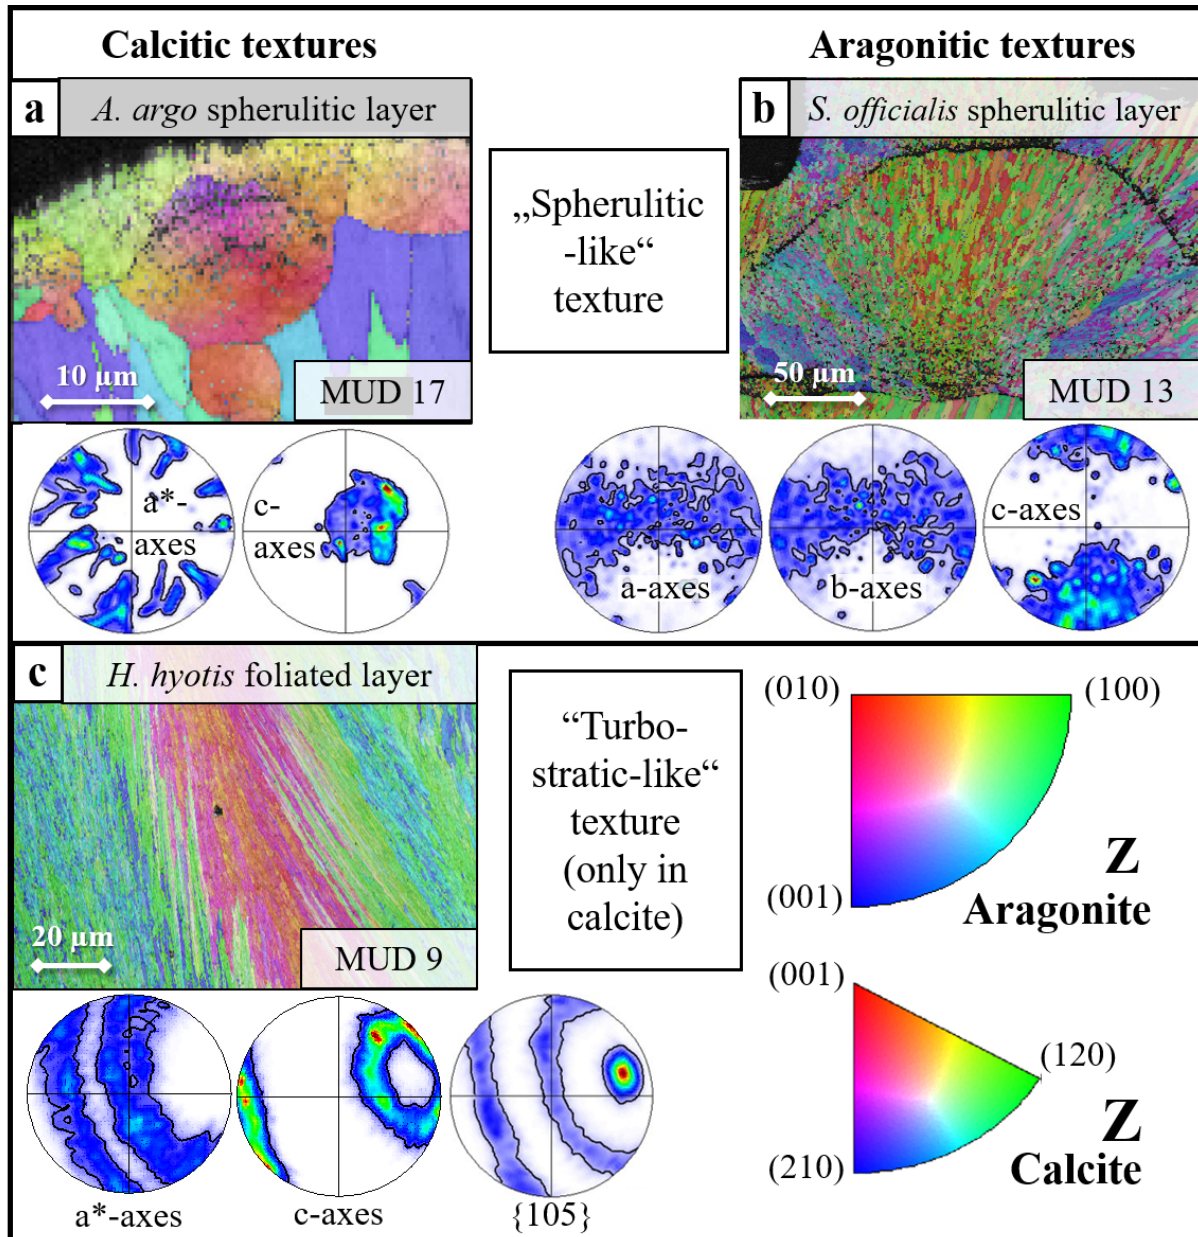 Calcitic textures
Aragonitic textures
a
A. argo spherulitic layer
10 µm
MUD 17
„Spherulitic
-like“
texture
b
S. officialis spherulitic layer
50 µm
MUD 13
a*-
axes
c-
axes
a-axes
b-axes
c-axes
c
H. hyotis foliated layer
20 µm
MUD 9
“Turbo-
stratic-like“
texture
(only in
calcite)
a*-axes
c-axes
{105}
(010)
(100)
(001)
Z
Aragonite
(001)
(120)
(210)
Z
Calcite